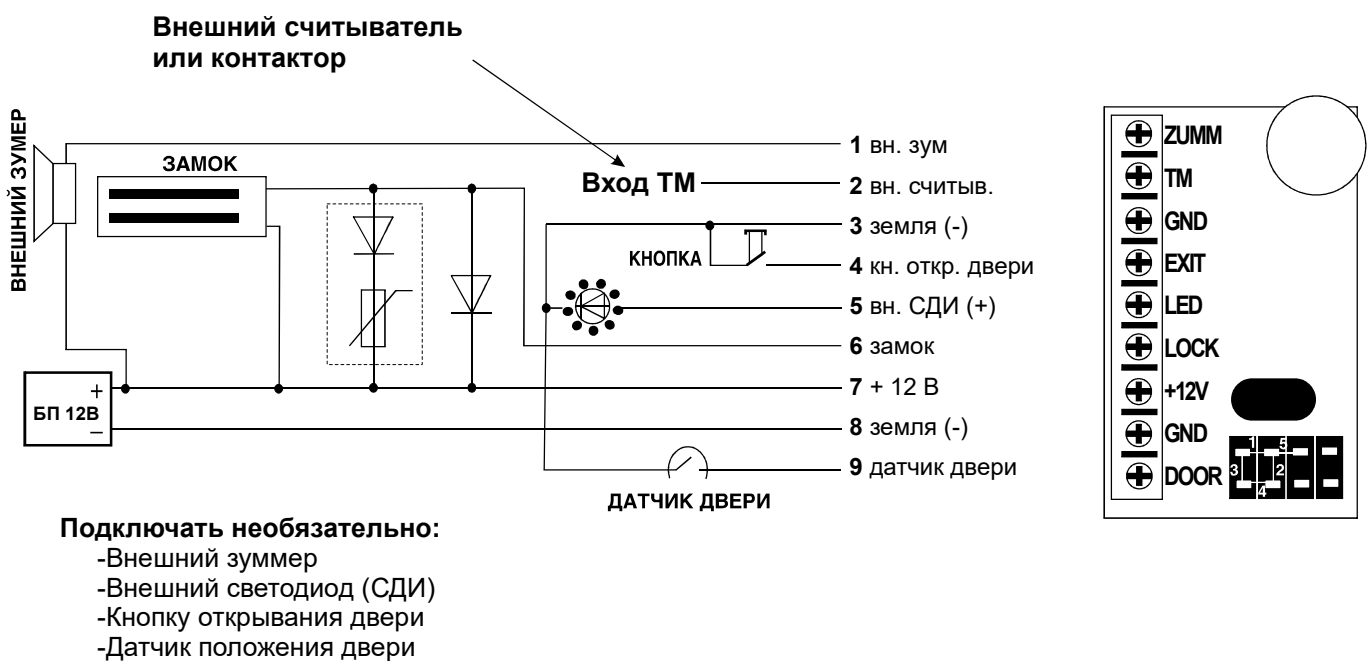 Внешний считыватель
или контактор
ВНЕШНИЙ ЗУМЕР
ЗАМОК
Вход ТМ
КНОПКА
БП 12В
+
–
ДАТЧИК ДВЕРИ
1 вн. зум
2 вн. считыв.
3 земля (-)
4 кн. откр. двери
5 вн. СДИ (+)
6 замок
7 + 12 В
8 земля (-)
9 датчик двери
ZUMM
TM
GND
EXIT
LED
LOCK
+12V
GND
DOOR
1 5
3 2
4
Подключать необязательно:
-Внешний зуммер
-Внешний светодиод (СДИ)
-Кнопку открывания двери
-Датчик положения двери